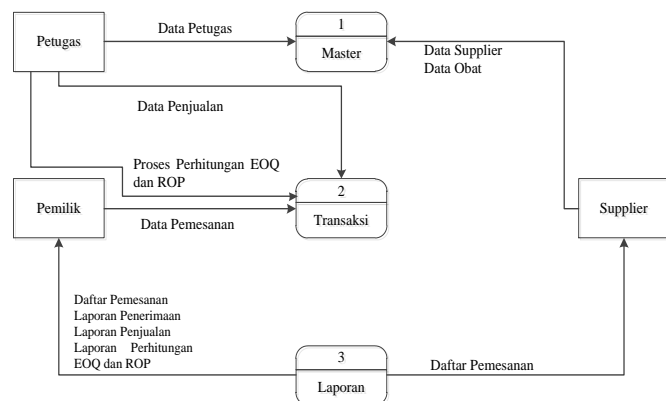 Petugas
Data Petugas
1
Master
Data Supplier
Data Obat
Data Penjualan
Proses Perhitungan EOQ
dan ROP
Pemilik
Data Pemesanan
2
Transaksi
Supplier
Daftar Pemesanan
Laporan Penerimaan
Laporan Penjualan
Laporan Perhitungan
EOQ dan ROP
3
Laporan
Daftar Pemesanan